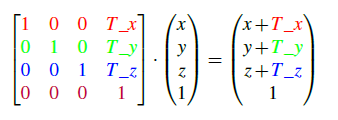 [1 0 0 T_x] (x) (x+T_x)
[0 1 0 T_y] · (y) = (y+T_y)
[0 0 1 T_z] (z) (z+T_z)
[0 0 0 1] (1) (1)